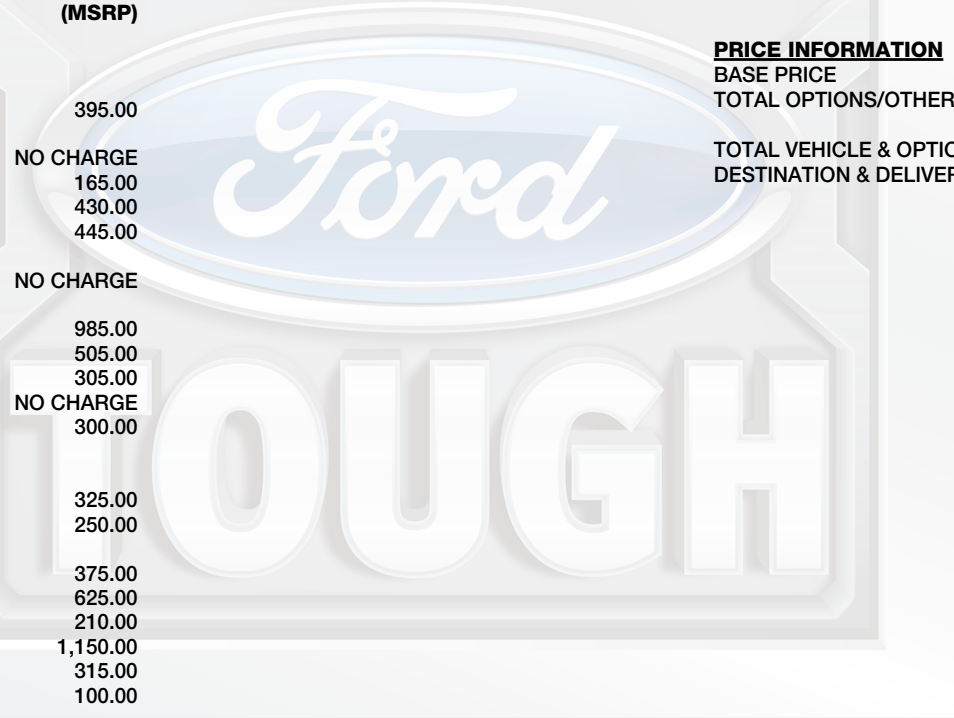 (MSRP)
395.00
NO CHARGE
165.00
430.00
445.00
NO CHARGE
985.00
505.00
305.00
NO CHARGE
300.00
325.00
250.00
375.00
625.00
210.00
1,150.00
315.00
100.00
PRICE INFORMATION
BASE PRICE
TOTAL OPTIONS/OTHER
TOTAL VEHICLE & OPTIO
DESTINATION & DELIVER
Ford
TOUGH